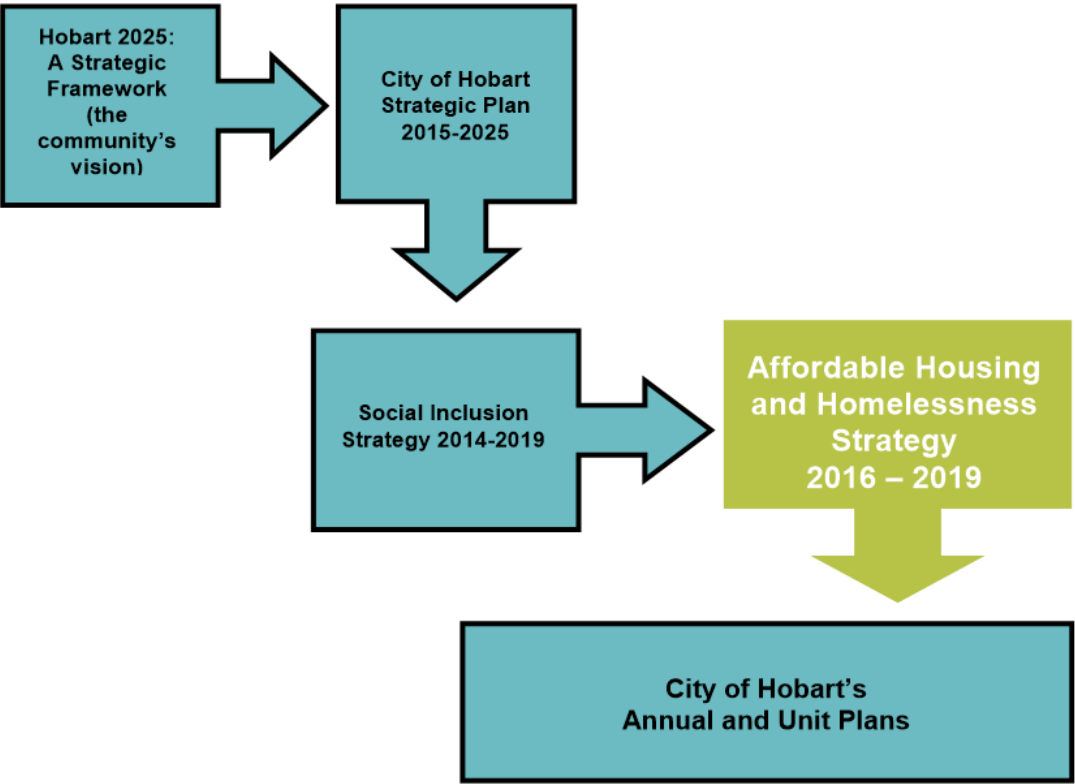 Hobart 2025:
A Strategic
Framework
(the
community's
vision)
City of Hobart
Strategic Plan
2015-2025
Social Inclusion
Strategy 2014-2019
Affordable Housing
and Homelessness
Strategy
2016 – 2019
City of Hobart's
Annual and Unit Plans